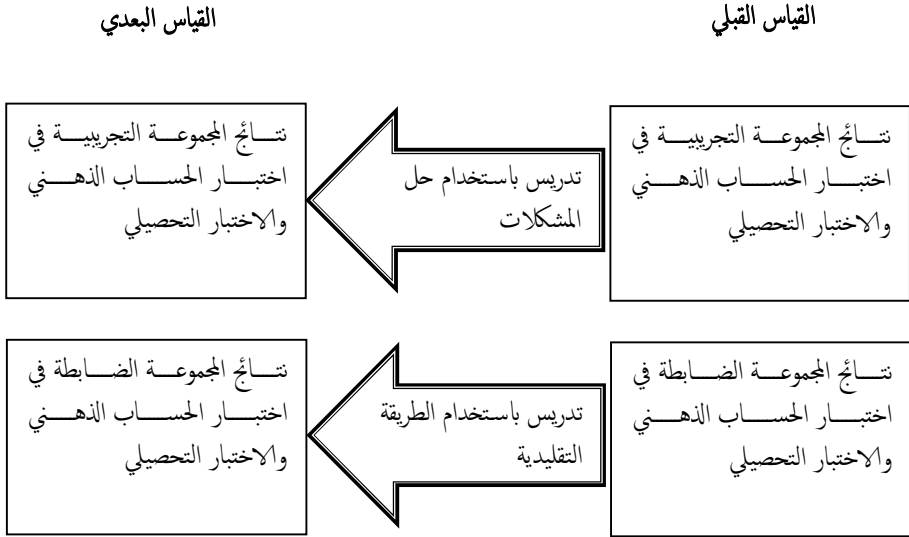 القياس القبلي
القياس البعدي
نتائج المجموعة التجريبية في
اختبار الحساب الذهني
والاختبار التحصيلي
تدريس باستخدام حل
المشكلات
نتائج المجموعة التجريبية في
اختبار الحساب الذهني
والاختبار التحصيلي
نتائج المجموعة الضابطة في
اختبار الحساب الذهني
والاختبار التحصيلي
تدريس باستخدام الطريقة
التقليدية
نتائج المجموعة الضابطة في
اختبار الحساب الذهني
والاختبار التحصيلي